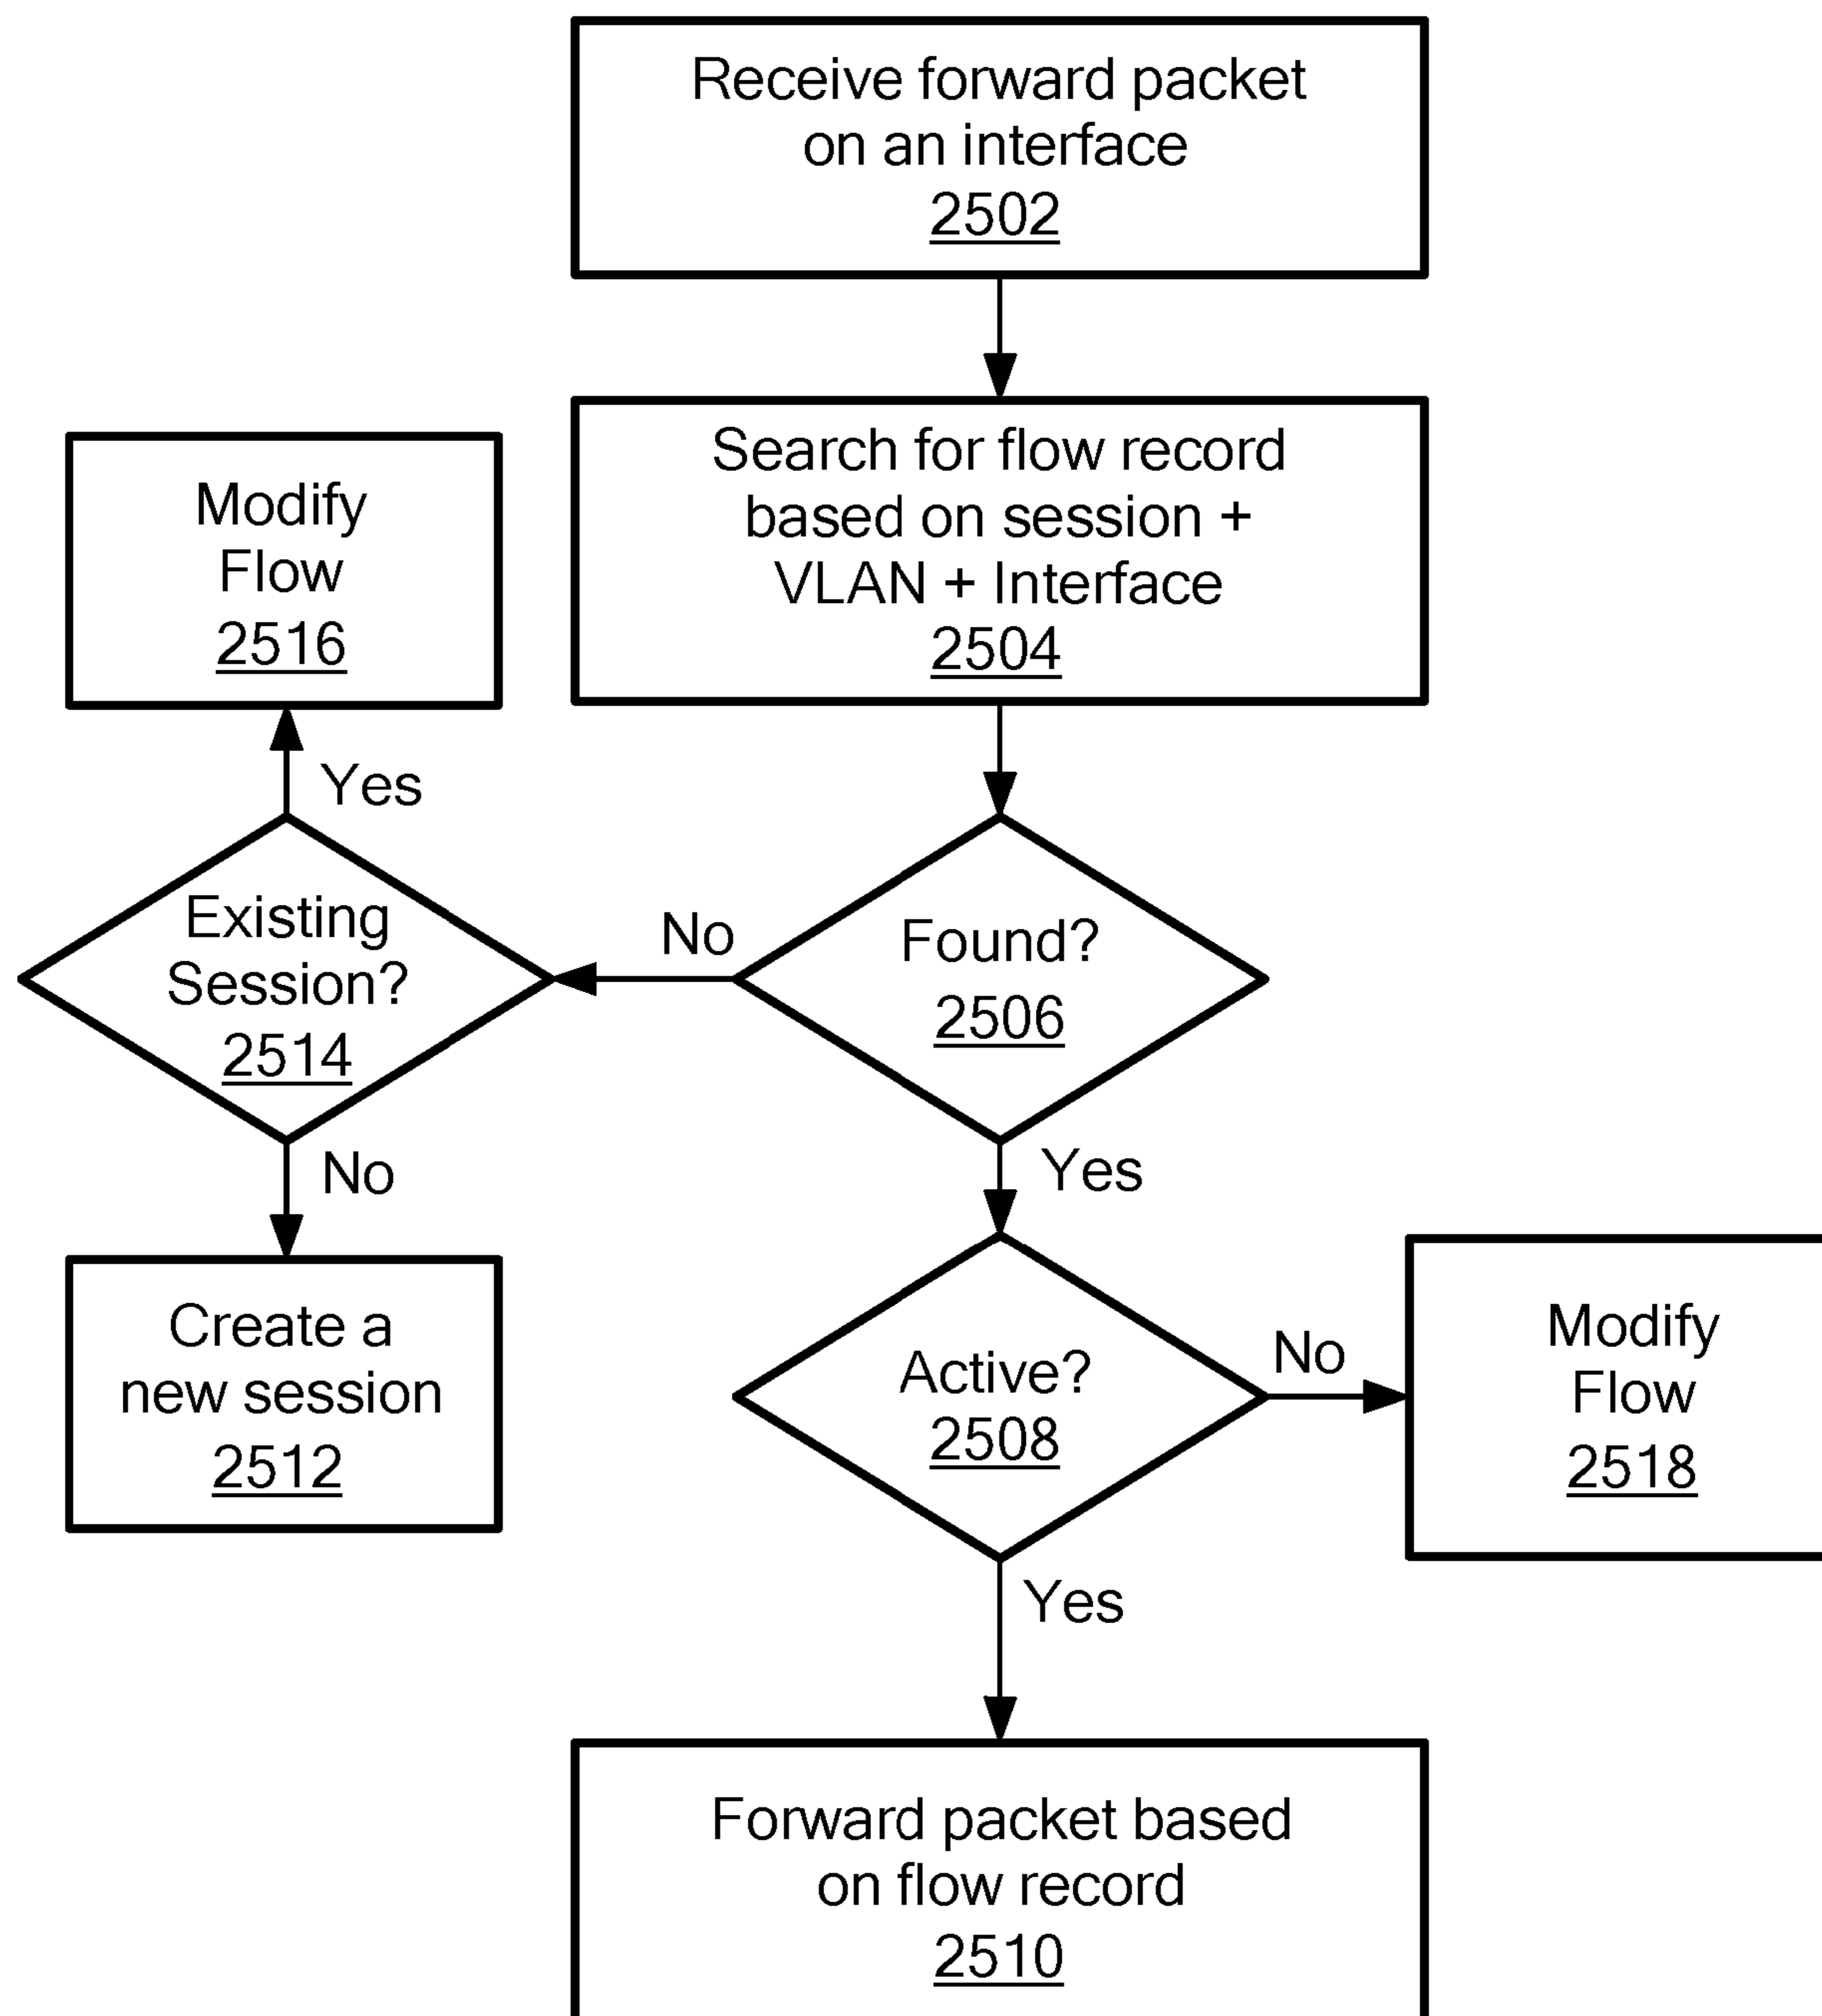 Receive forward packet
on an interface
2502
Search for flow record
based on session +
VLAN + Interface
2504
Modify
Flow
2516
Yes
Existing
Session?
2514
No
Found?
2506
No
Yes
Create a
new session
2512
Active?
2508
No
Modify
Flow
2518
Yes
Forward packet based
on flow record
2510